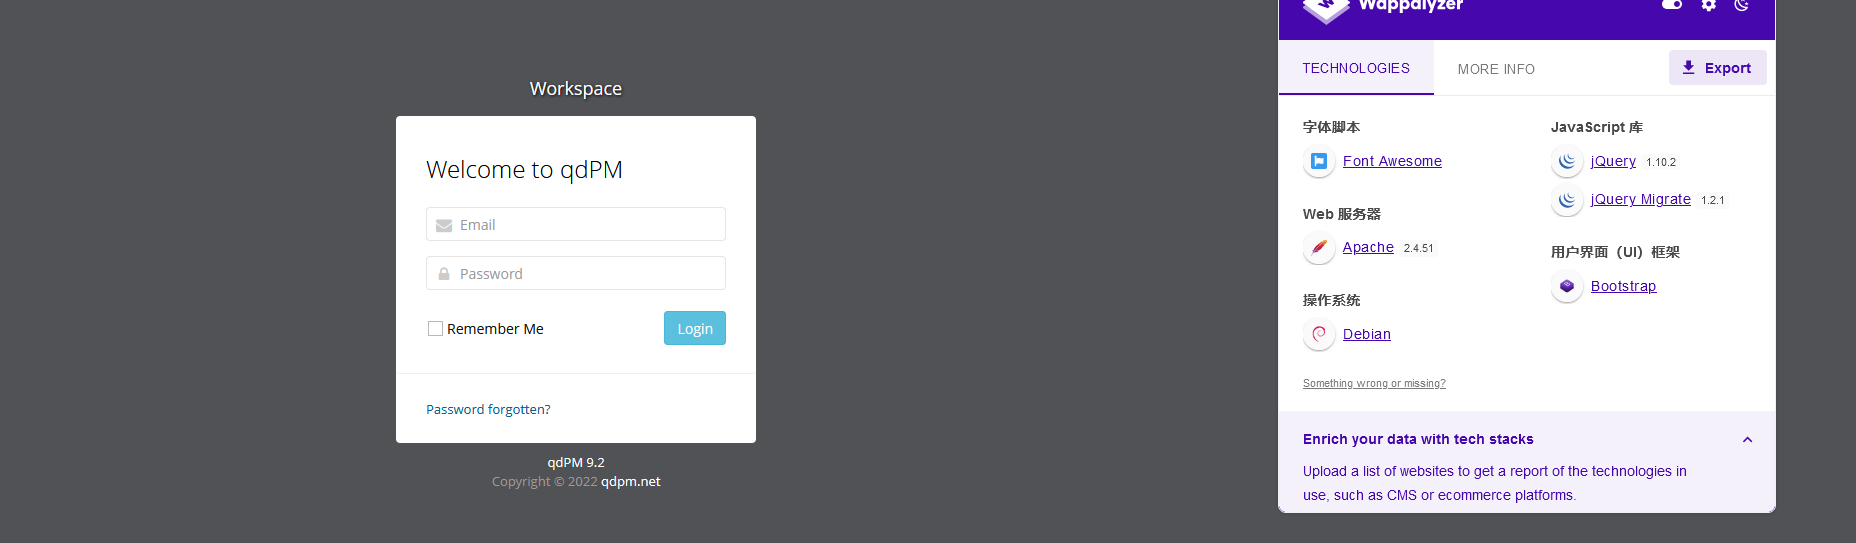 Workspace
Welcome to qdPM
Email
Password
Remember Me
Login
Password forgotten?
qdPM 9.2
Copyright © 2022 qdpm.net
Wappalyzer
TECHNOLOGIES
MORE INFO
Export
字体脚本
Font Awesome
Web 服务器
Apache 2.4.51
操作系统
Debian
JavaScript 库
jQuery 1.10.2
jQuery Migrate 1.2.1
用户界面（UI）框架
Bootstrap
Something wrong or missing?
Enrich your data with tech stacks
Upload a list of websites to get a report of the technologies in
use, such as CMS or ecommerce platforms.